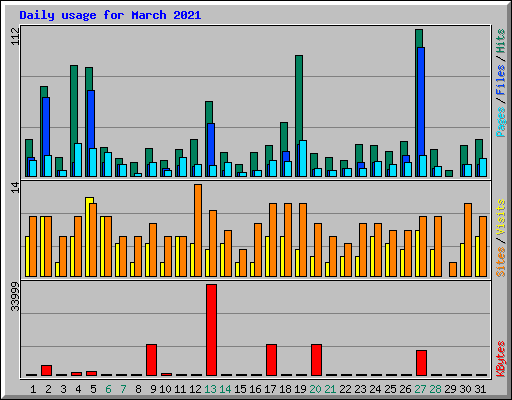 Daily usage for March 2021
112
Pages / Files / Hits
14
Sites / Visits
33999
KBytes
1 2 3 4 5 6 7 8 9 10 11 12 13 14 15 16 17 18 19 20 21 22 23 24 25 26 27 28 29 30 31